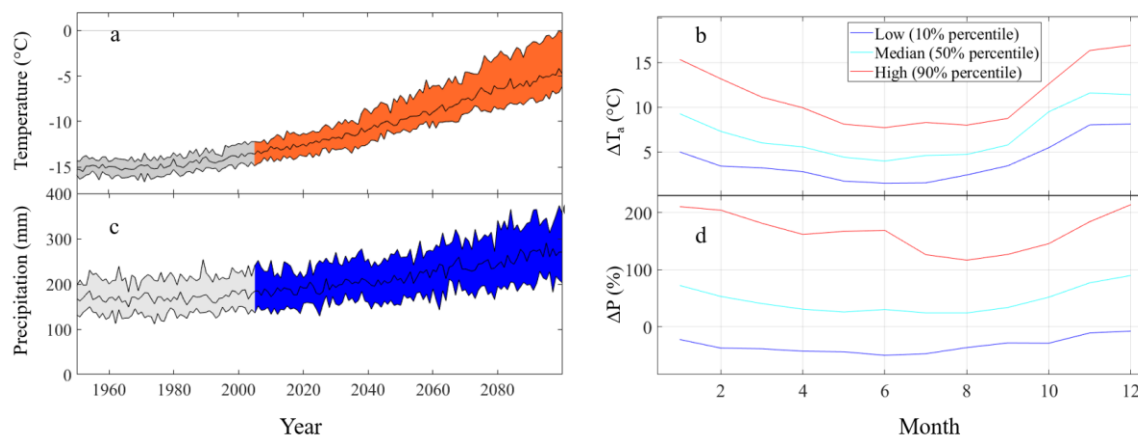 a
Temperature (°C)
0
-5
-10
-15
c
Precipitation (mm)
400
300
200
100
0
1960 1980 2000 2020 2040 2060 2080
Year
b
Low (10% percentile)
Median (50% percentile)
High (90% percentile)
ΔTa (°C)
15
10
5
d
ΔP (%)
200
100
0
2 4 6 8 10 12
Month